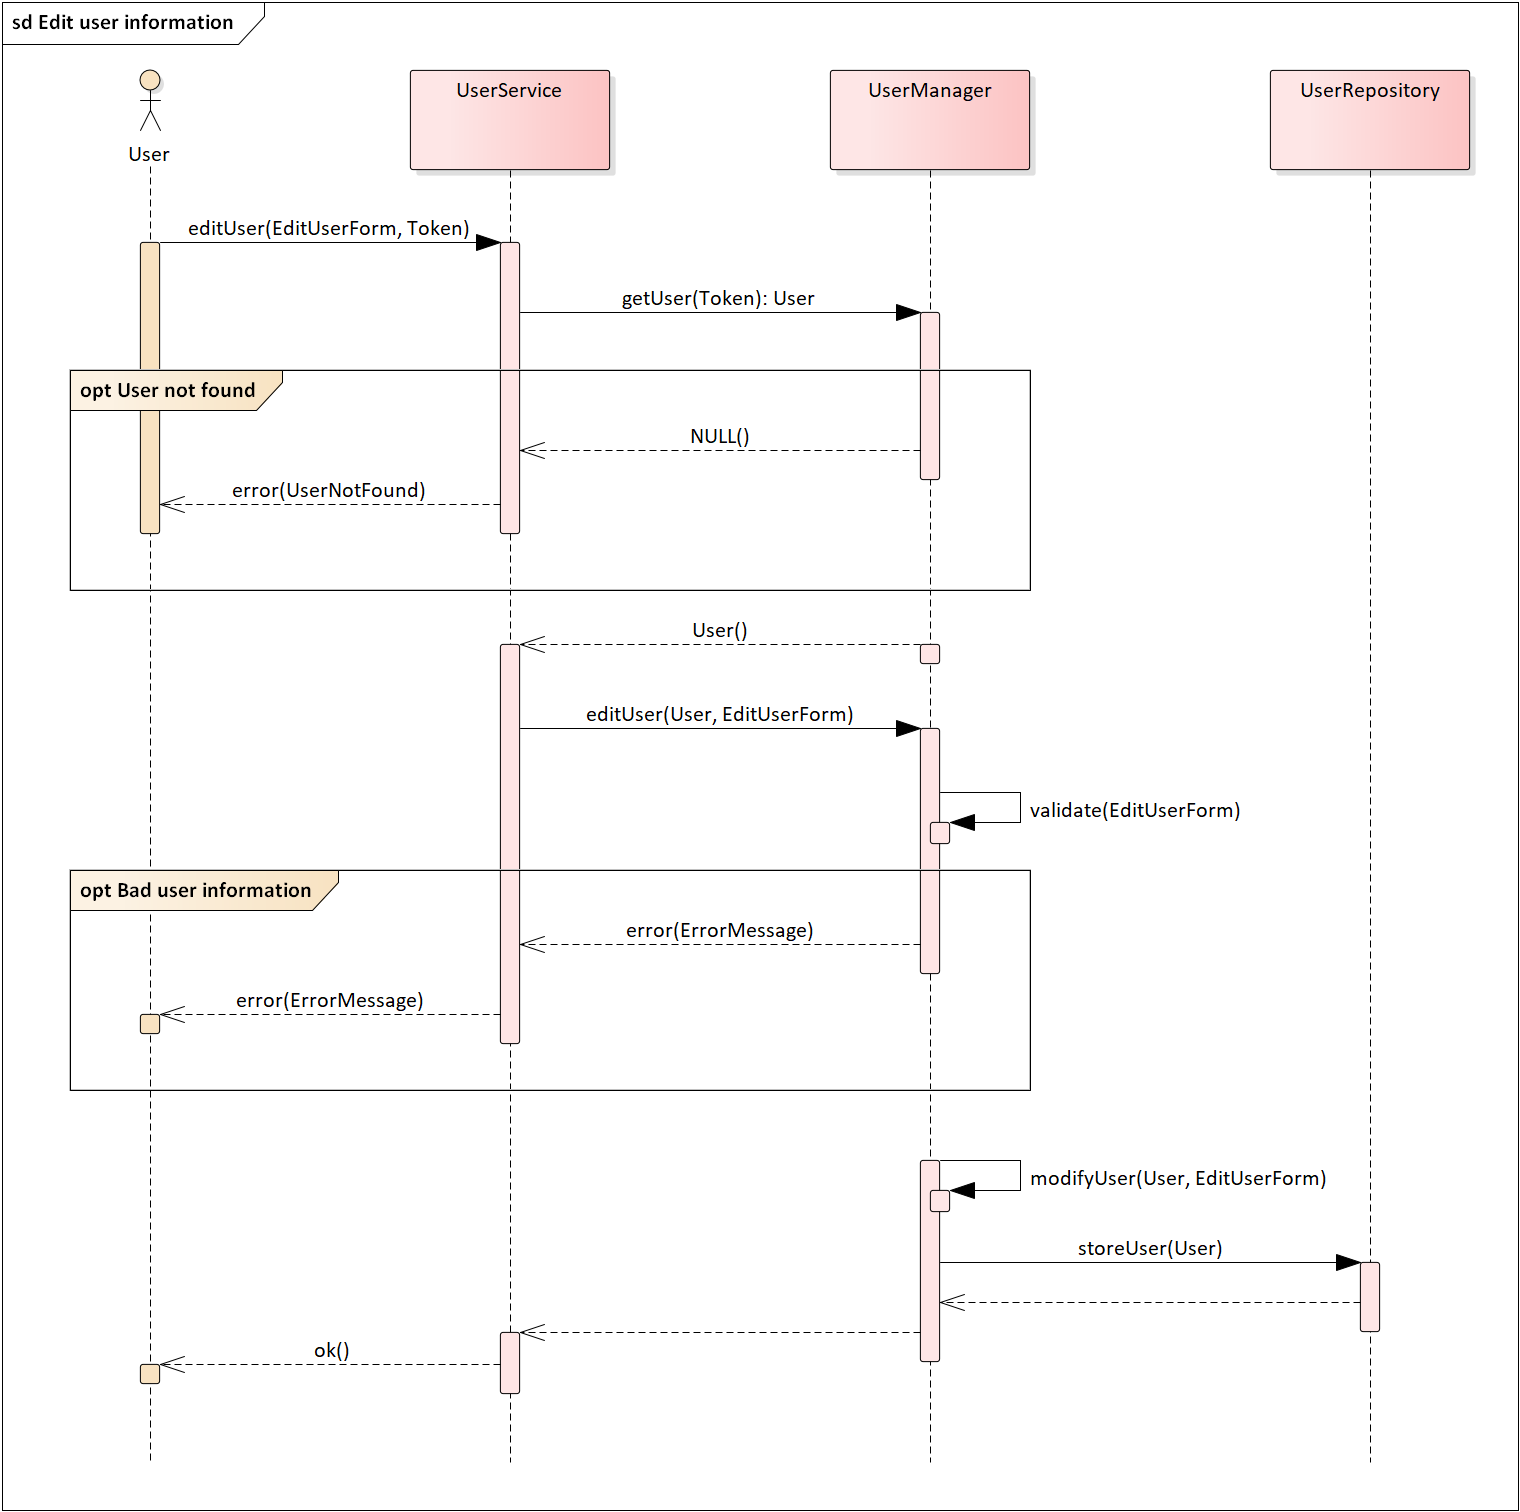 sd Edit user information
User
UserService
UserManager
UserRepository
editUser(EditUserForm, Token)
getUser(Token): User
opt User not found
NULL()
error(UserNotFound)
User()
editUser(User, EditUserForm)
validate(EditUserForm)
opt Bad user information
error(ErrorMessage)
error(ErrorMessage)
modifyUser(User, EditUserForm)
storeUser(User)
ok()